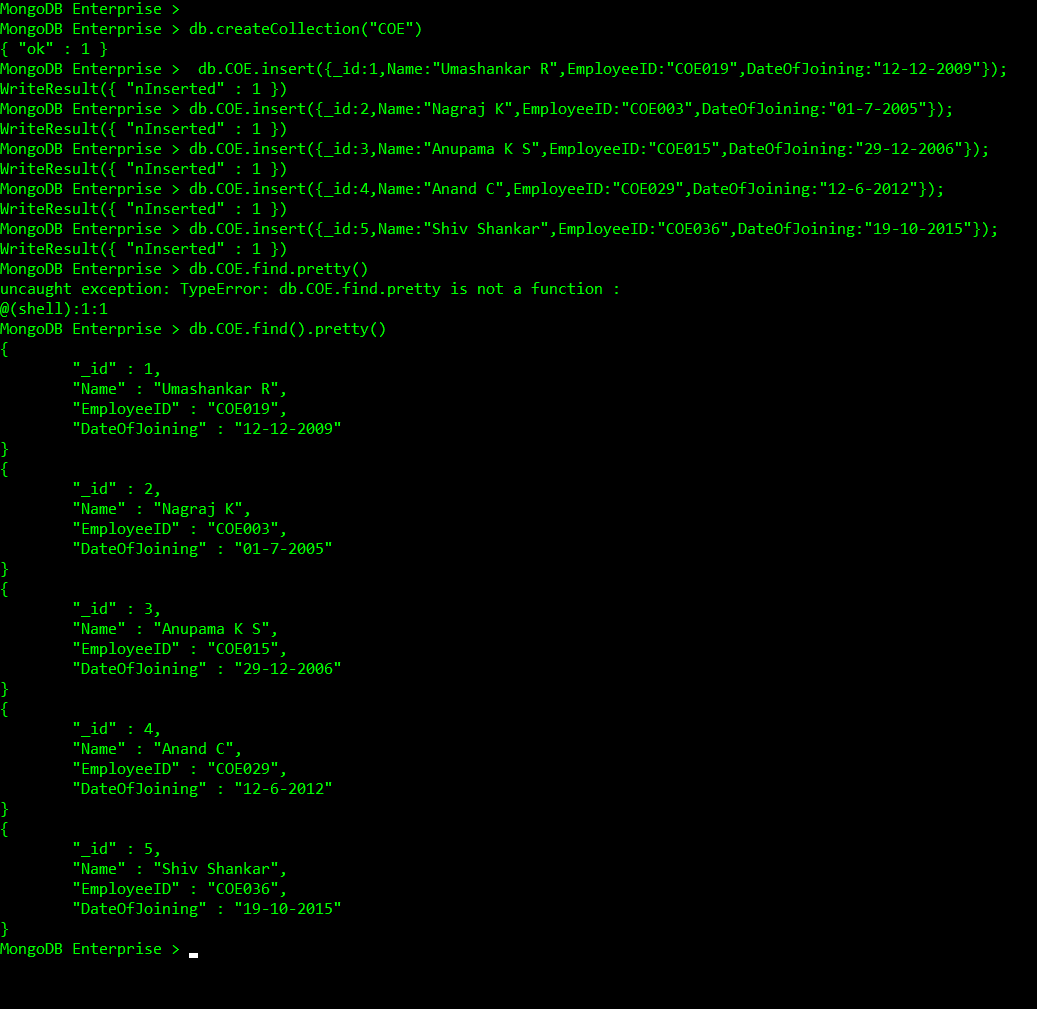 MongoDB Enterprise >
MongoDB Enterprise > db.createCollection("COE")
{ "ok" : 1 }
MongoDB Enterprise >  db.COE.insert({_id:1,Name:"Umashankar R",EmployeeID:"COE019",DateOfJoining:"12-12-2009"});
WriteResult({ "nInserted" : 1 })
MongoDB Enterprise > db.COE.insert({_id:2,Name:"Nagraj K",EmployeeID:"COE003",DateOfJoining:"01-7-2005"});
WriteResult({ "nInserted" : 1 })
MongoDB Enterprise > db.COE.insert({_id:3,Name:"Anupama K S",EmployeeID:"COE015",DateOfJoining:"29-12-2006"});
WriteResult({ "nInserted" : 1 })
MongoDB Enterprise > db.COE.insert({_id:4,Name:"Anand C",EmployeeID:"COE029",DateOfJoining:"12-6-2012"});
WriteResult({ "nInserted" : 1 })
MongoDB Enterprise > db.COE.insert({_id:5,Name:"Shiv Shankar",EmployeeID:"COE036",DateOfJoining:"19-10-2015"});
WriteResult({ "nInserted" : 1 })
MongoDB Enterprise > db.COE.find.pretty()
uncaught exception: TypeError: db.COE.find.pretty is not a function :
@(shell):1:1
MongoDB Enterprise > db.COE.find().pretty()
{
        "_id" : 1,
        "Name" : "Umashankar R",
        "EmployeeID" : "COE019",
        "DateOfJoining" : "12-12-2009"
}
{
        "_id" : 2,
        "Name" : "Nagraj K",
        "EmployeeID" : "COE003",
        "DateOfJoining" : "01-7-2005"
}
{
        "_id" : 3,
        "Name" : "Anupama K S",
        "EmployeeID" : "COE015",
        "DateOfJoining" : "29-12-2006"
}
{
        "_id" : 4,
        "Name" : "Anand C",
        "EmployeeID" : "COE029",
        "DateOfJoining" : "12-6-2012"
}
{
        "_id" : 5,
        "Name" : "Shiv Shankar",
        "EmployeeID" : "COE036",
        "DateOfJoining" : "19-10-2015"
}
MongoDB Enterprise >